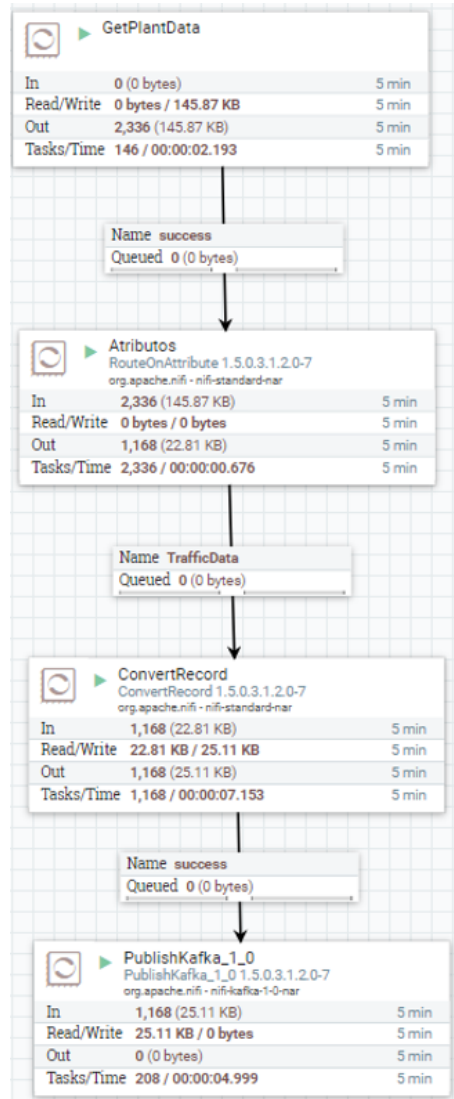 GetPlantData
In 0 (0 bytes) 5 min
Read/Write 0 bytes / 145.87 KB 5 min
Out 2,336 (145.87 KB) 5 min
Tasks/Time 146 / 00:00:02.193 5 min
Name success
Queued 0 (0 bytes)
Atributos
RouteOnAttribute 1.5.0.3.1.2.0-7
org.apache.nifi - nifi-standard-nar
In 2,336 (145.87 KB) 5 min
Read/Write 0 bytes / 0 bytes 5 min
Out 1,168 (22.81 KB) 5 min
Tasks/Time 2,336 / 00:00:00.676 5 min
Name TrafficData
Queued 0 (0 bytes)
ConvertRecord
ConvertRecord 1.5.0.3.1.2.0-7
org.apache.nifi - nifi-standard-nar
In 1,168 (22.81 KB) 5 min
Read/Write 22.81 KB / 25.11 KB 5 min
Out 1,168 (25.11 KB) 5 min
Tasks/Time 1,168 / 00:00:07.153 5 min
Name success
Queued 0 (0 bytes)
PublishKafka_1_0
PublishKafka_1_0 1.5.0.3.1.2.0-7
org.apache.nifi - nifi-kafka-1-0-nar
In 1,168 (25.11 KB) 5 min
Read/Write 25.11 KB / 0 bytes 5 min
Out 0 (0 bytes) 5 min
Tasks/Time 208 / 00:00:04.999 5 min